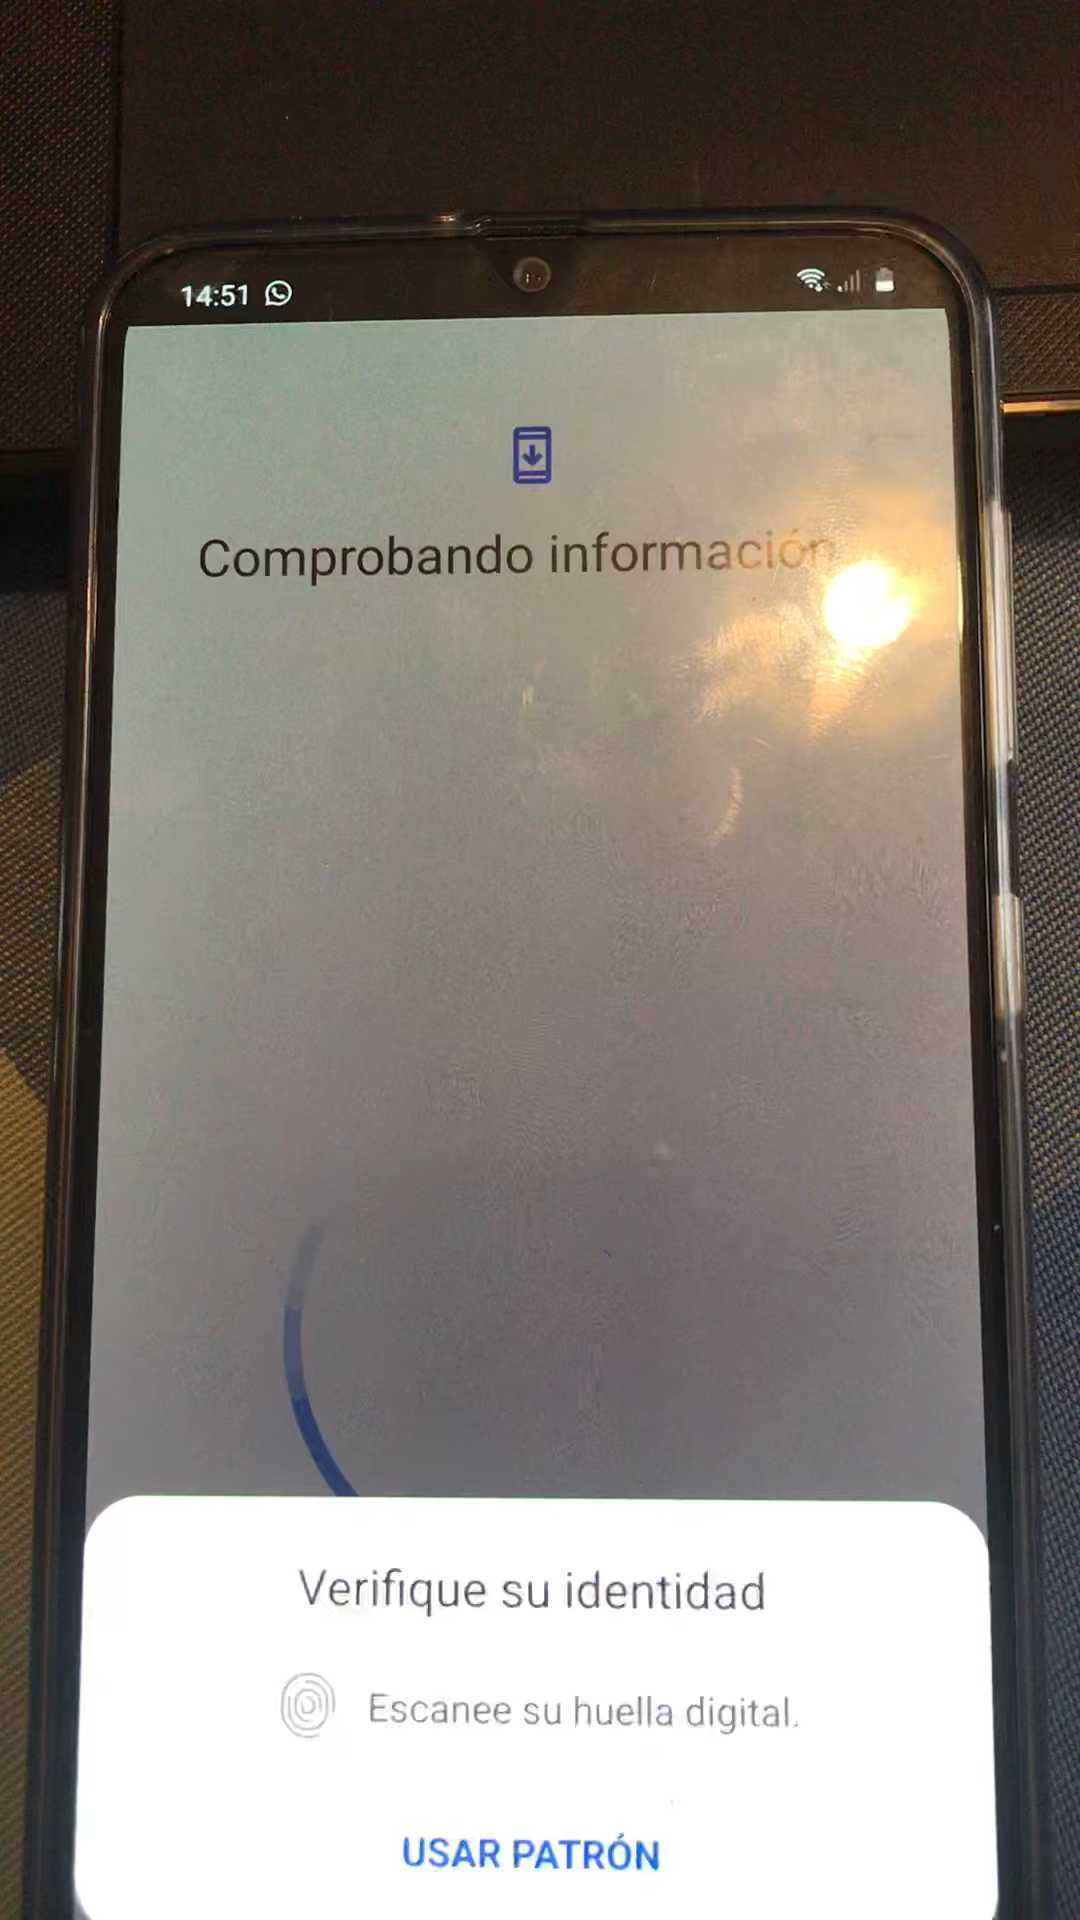 14:51
Comprobando información
Verifique su identidad
Escanee su huella digital.
USAR PATRÓN